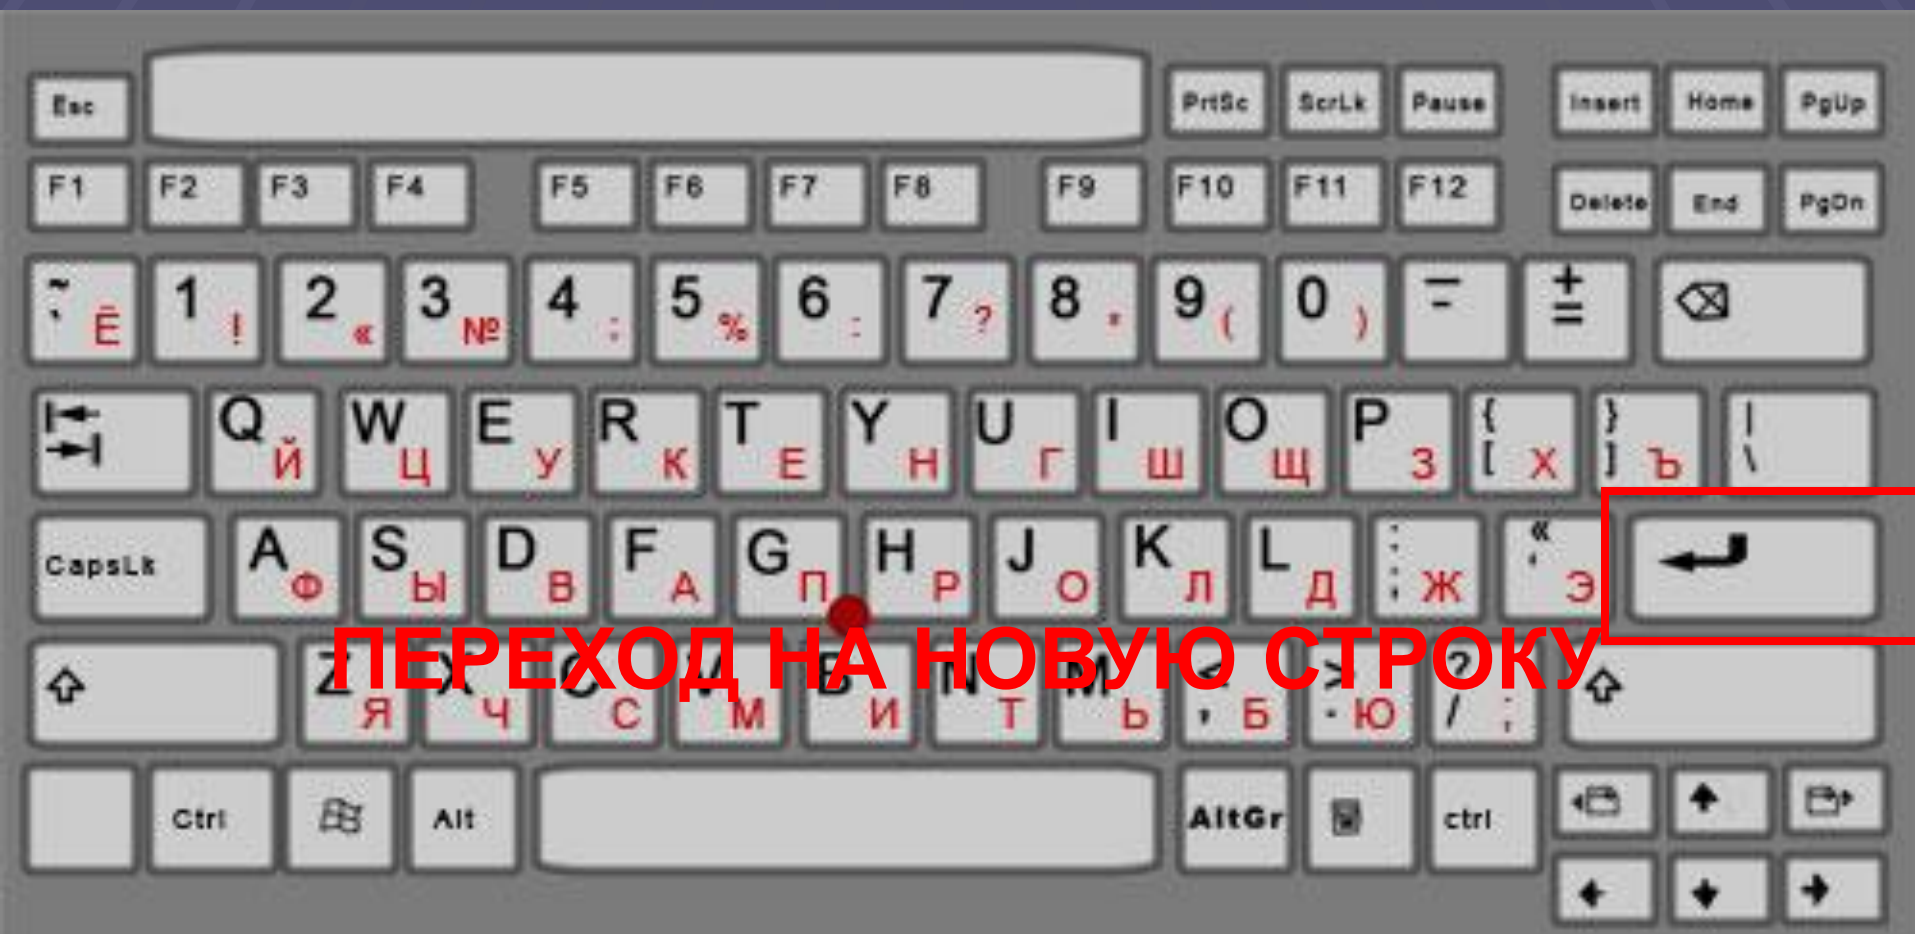 Esc PrtSc ScrLk Pause Insert Home PgUp
F1 F2 F3 F4 F5 F6 F7 F8 F9 F10 F11 F12 Delete End PgDn
~ ` Ё 1 ! 2 « 3 № 4 ; 5 % 6 : 7 ? 8 * 9 ( 0 ) — - + =
Q Й W Ц E У R К T Е Y Н U Г I Ш O Щ P З { [ Х } ] Ъ | \
CapsLk A Ф S Ы D В F А G П H Р J О K Л L Д : ; Ж « ' Э
ПЕРЕХОД НА НОВУЮ СТРОКУ
Z Я X Ч C С V М B И N Т M Ь < , Б > . Ю ? / ;
Ctrl Alt AltGr ctrl